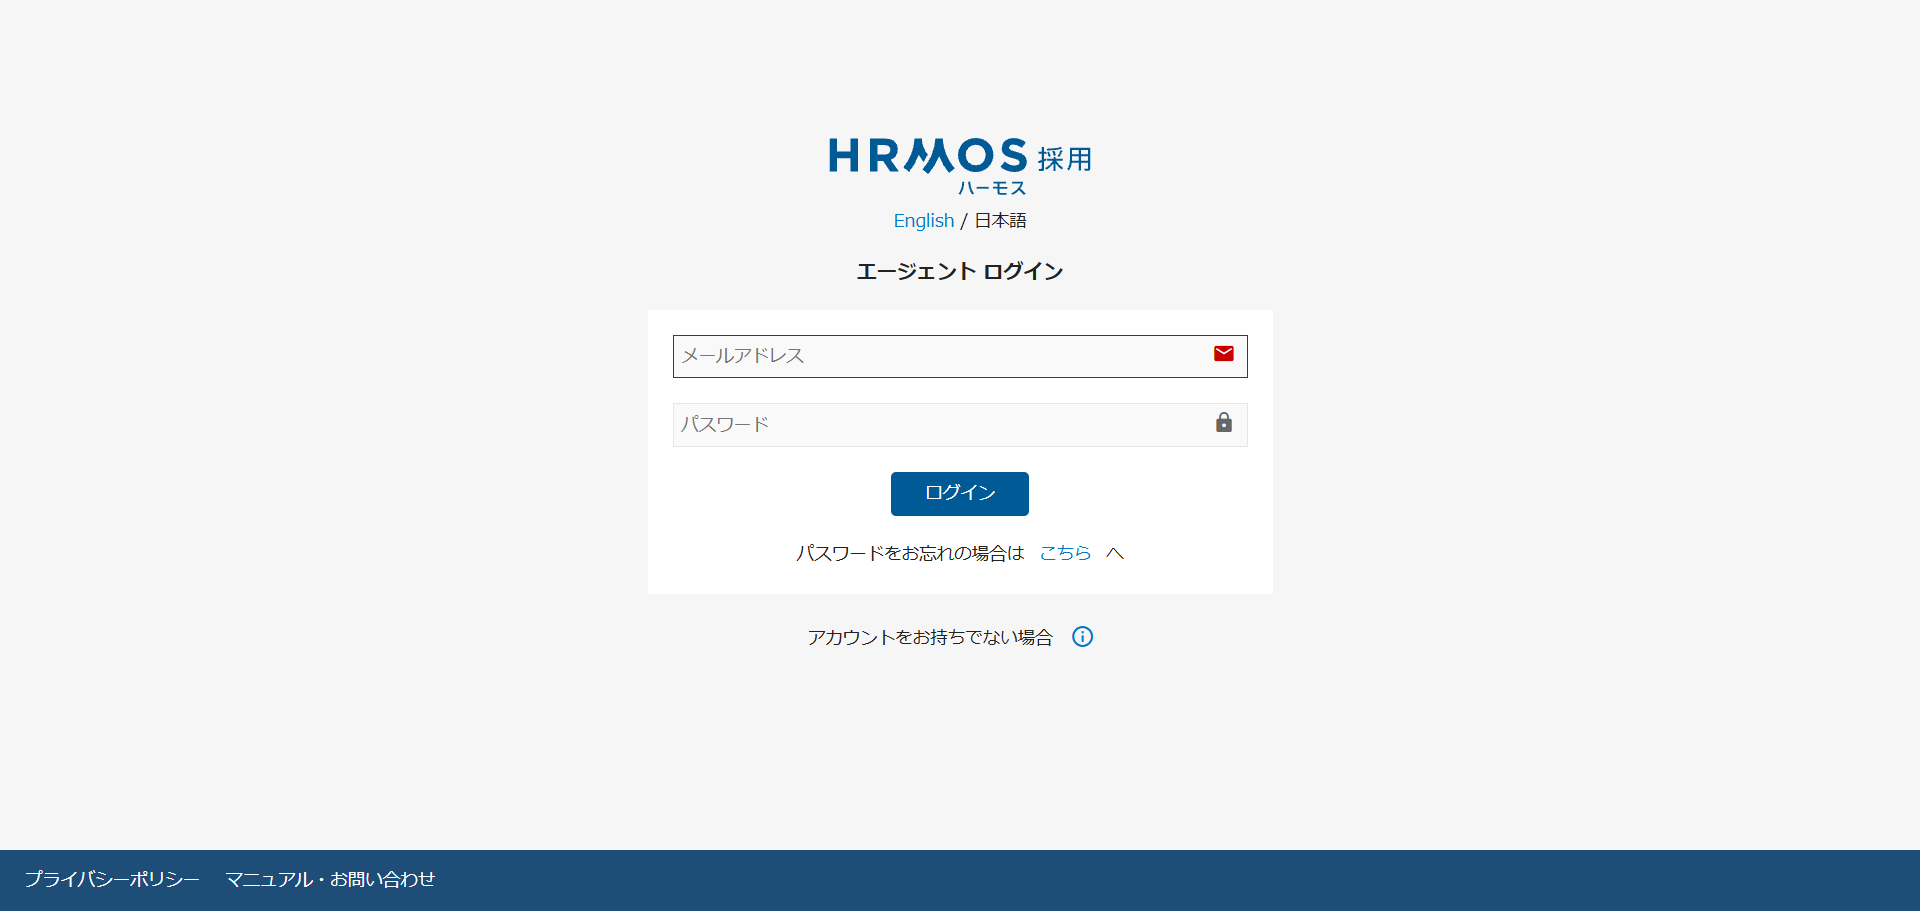 HRMOS 採用
ハーモス
English / 日本語
エージェント ログイン
メールアドレス
パスワード
ログイン
パスワードをお忘れの場合は こちら へ
アカウントをお持ちでない場合
プライバシーポリシー マニュアル・お問い合わせ